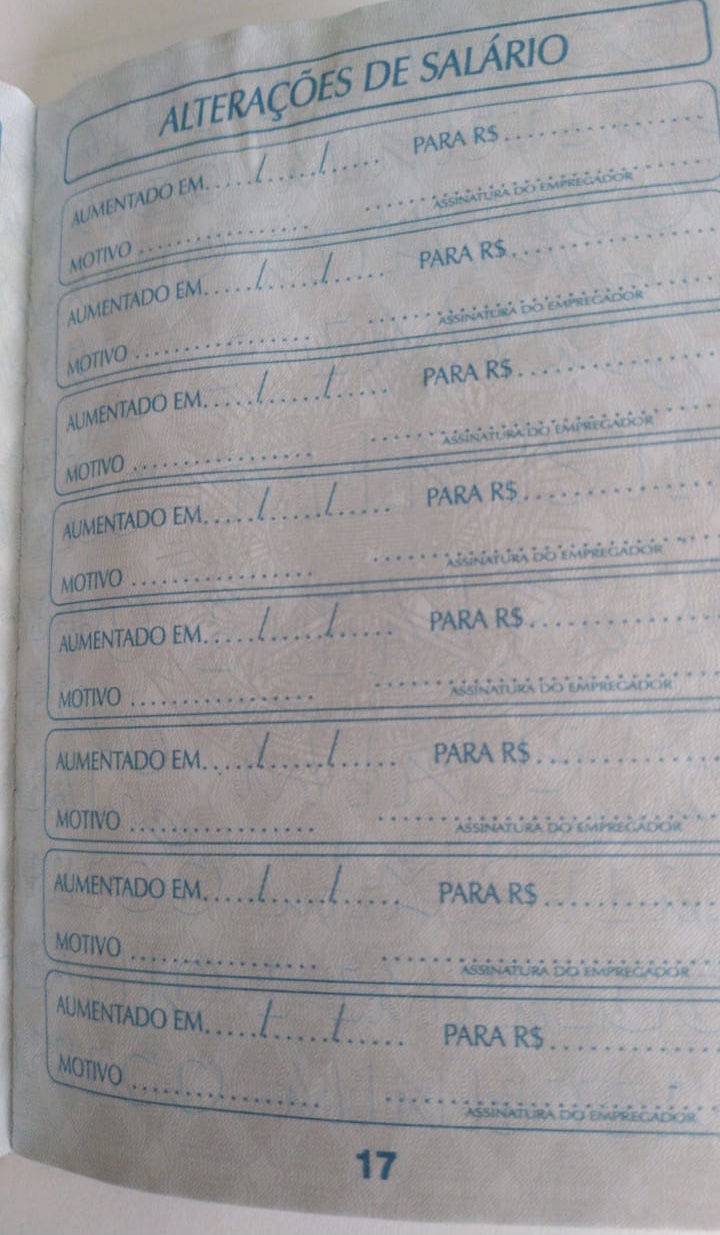 ALTERAÇÕES DE SALÁRIO
AUMENTADO EM...../...../..... PARA R$..................
MOTIVO.................. ..................
ASSINATURA DO EMPREGADOR
AUMENTADO EM...../...../..... PARA R$..................
MOTIVO.................. ..................
ASSINATURA DO EMPREGADOR
AUMENTADO EM...../...../..... PARA R$..................
MOTIVO.................. ..................
ASSINATURA DO EMPREGADOR
AUMENTADO EM...../...../..... PARA R$..................
MOTIVO.................. ..................
ASSINATURA DO EMPREGADOR
AUMENTADO EM...../...../..... PARA R$..................
MOTIVO.................. ..................
ASSINATURA DO EMPREGADOR
AUMENTADO EM...../...../..... PARA R$..................
MOTIVO.................. ..................
ASSINATURA DO EMPREGADOR
AUMENTADO EM...../...../..... PARA R$..................
MOTIVO.................. ..................
ASSINATURA DO EMPREGADOR
AUMENTADO EM...../...../..... PARA R$..................
MOTIVO.................. ..................
ASSINATURA DO EMPREGADOR
17